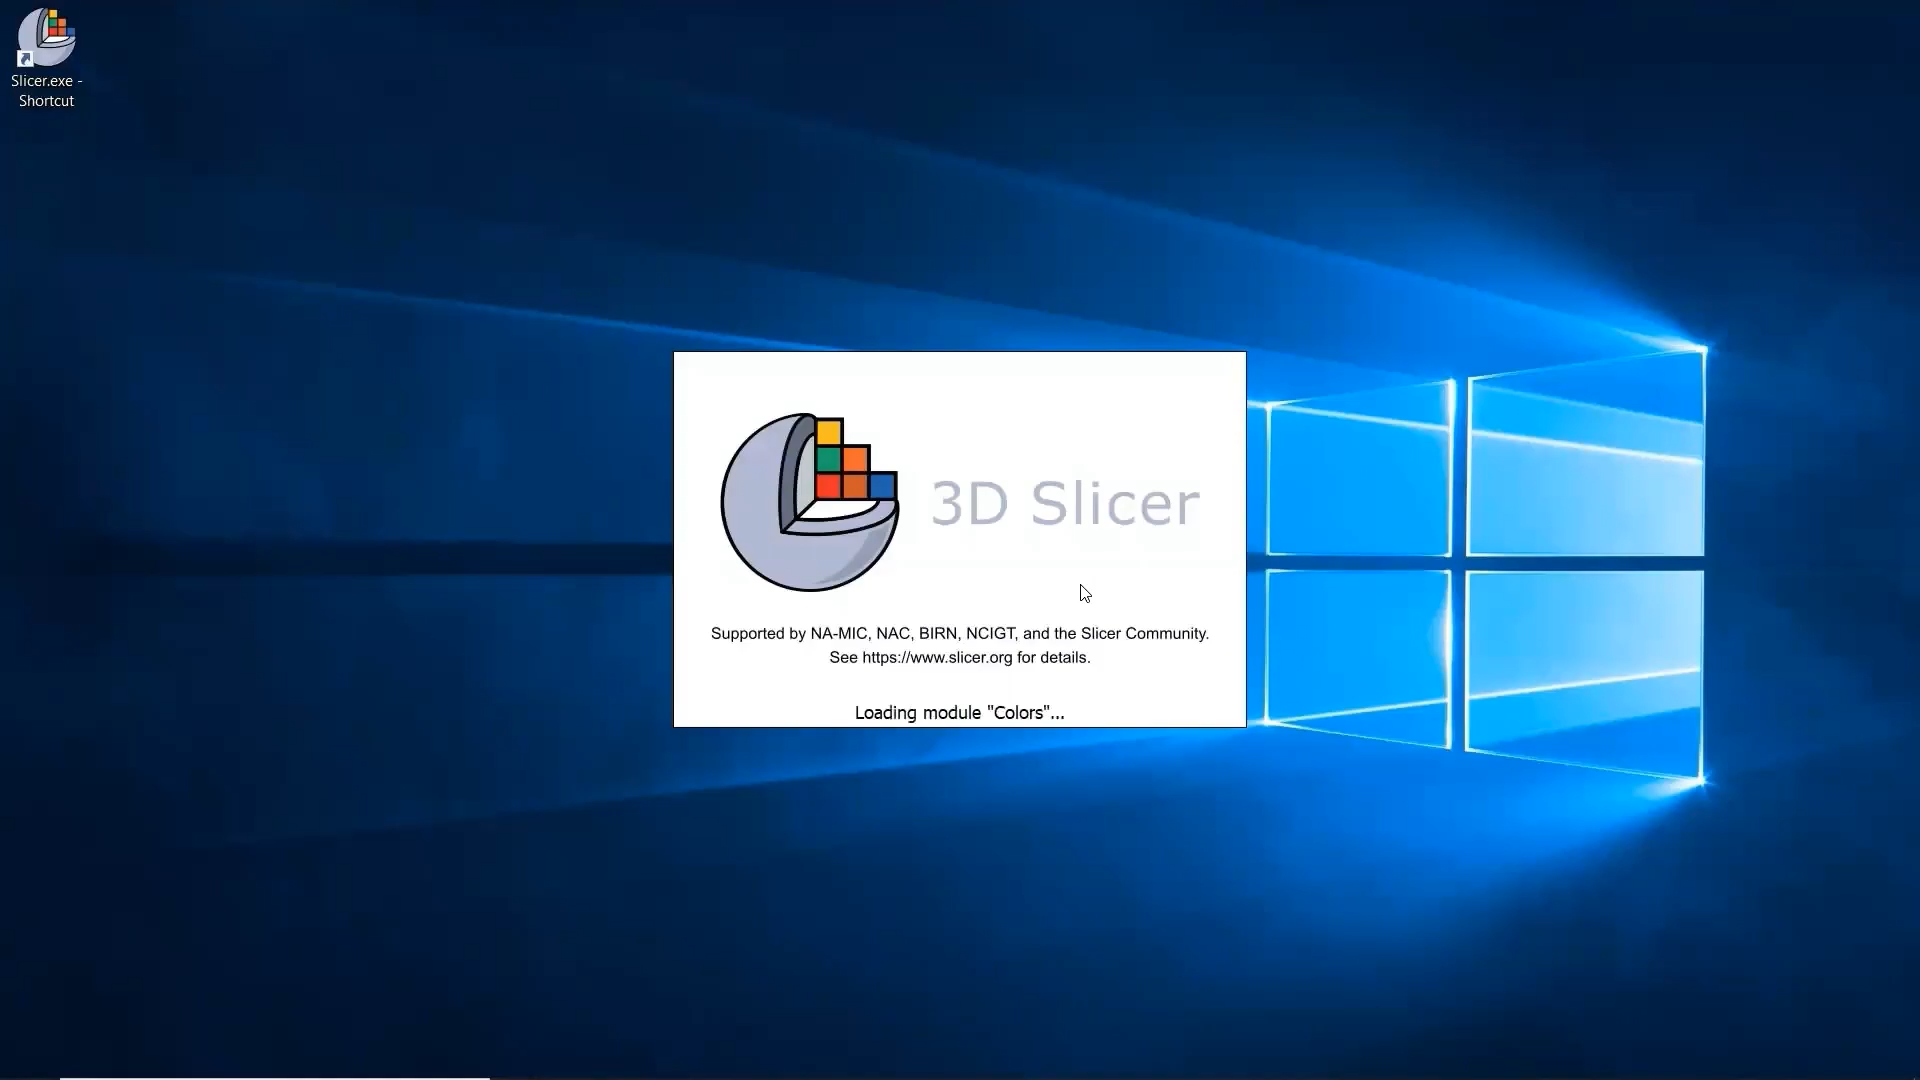 Slicer.exe -
Shortcut
3D Slicer
Supported by NA-MIC, NAC, BIRN, NCIGT, and the Slicer Community.
See https://www.slicer.org for details.
Loading module "Colors"...